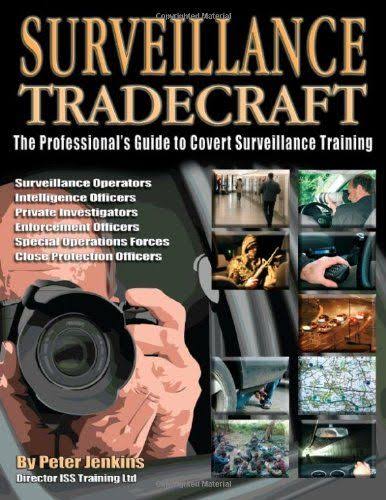 SURVEILLANCE
TRADECRAFT
The Professional's Guide to Covert Surveillance Training
Surveillance Operators
Intelligence Officers
Private Investigators
Enforcement Officers
Special Operations Forces
Close Protection Officers
By Peter Jenkins
Director ISS Training Ltd